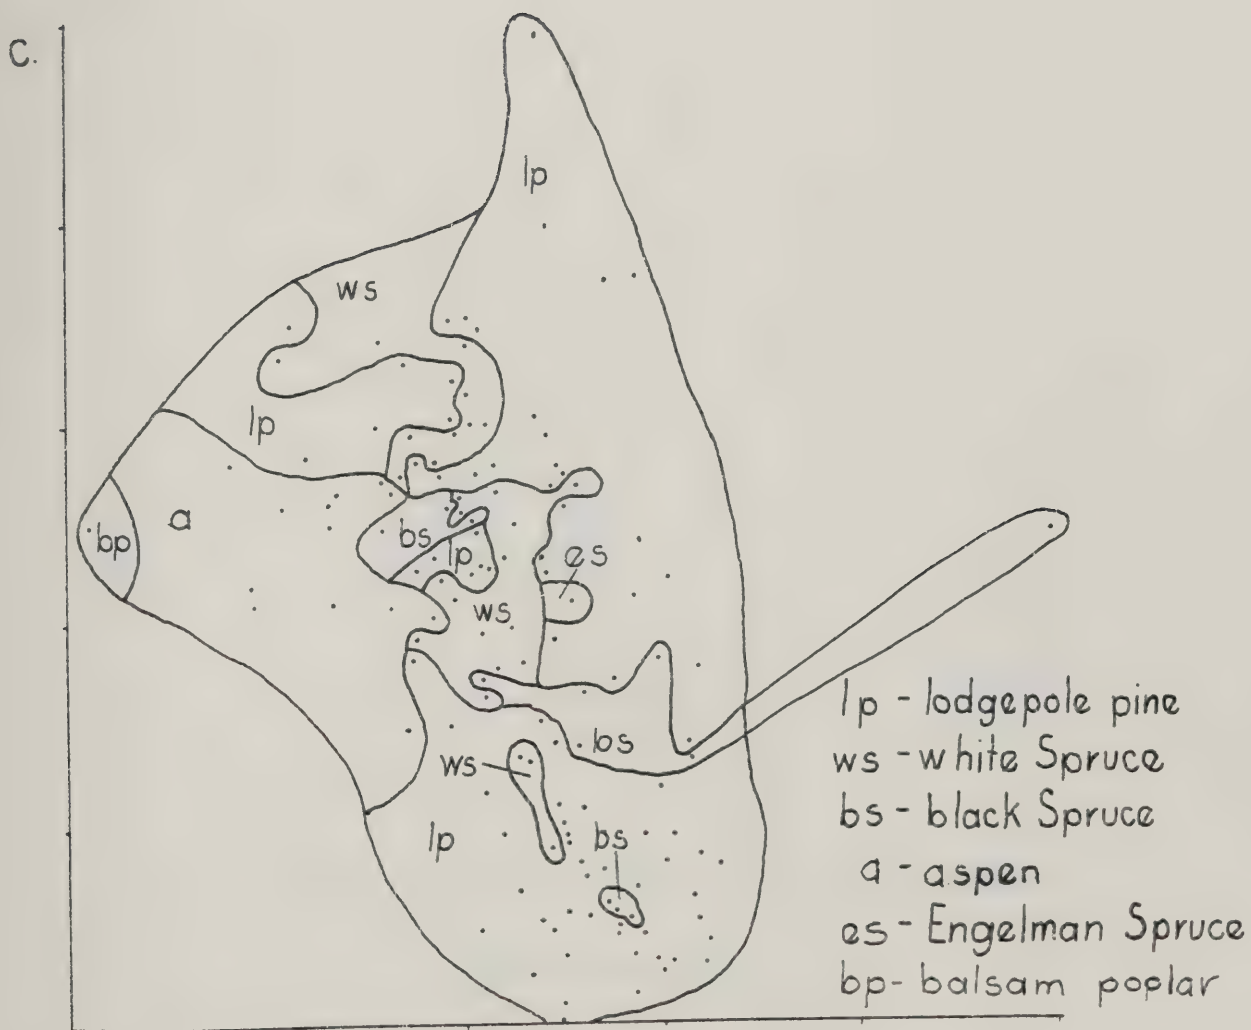 C.
lp
ws
lp
a
bp
bs
lp
es
ws
bs
ws
lp
bs
lp - lodgepole pine
ws - white Spruce
bs - black Spruce
a - aspen
es - Engelman Spruce
bp - balsam poplar